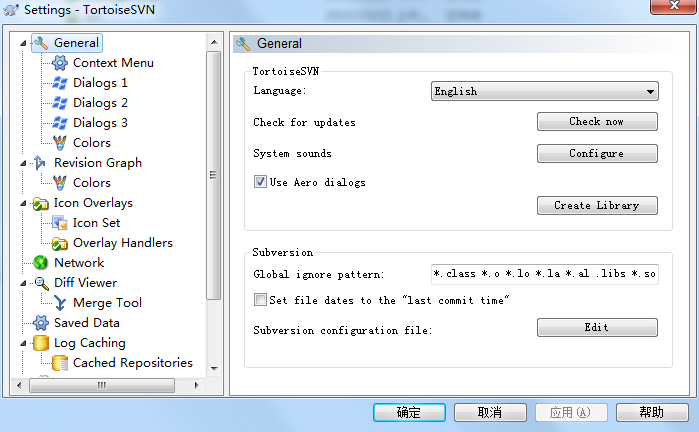 Settings - TortoiseSVN
General
Context Menu
Dialogs 1
Dialogs 2
Dialogs 3
Colors
Revision Graph
Colors
Icon Overlays
Icon Set
Overlay Handlers
Network
Diff Viewer
Merge Tool
Saved Data
Log Caching
Cached Repositories
General
TortoiseSVN
Language: English
Check for updates Check now
System sounds Configure
Use Aero dialogs
Create Library
Subversion
Global ignore pattern: *.class *.o *.lo *.la *.al .libs *.so
Set file dates to the "last commit time"
Subversion configuration file: Edit
确定 取消 应用(A) 帮助